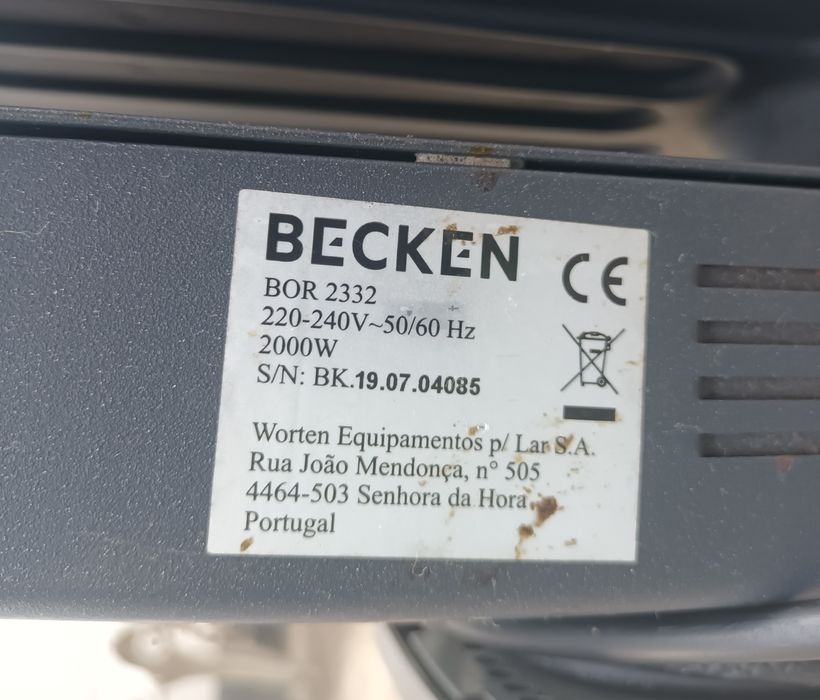 BECKEN
CE
BOR 2332
220-240V~50/60 Hz
2000W
S/N: BK.19.07.04085
Worten Equipamentos p/ Lar S.A.
Rua João Mendonça, n° 505
4464-503 Senhora da Hora
Portugal